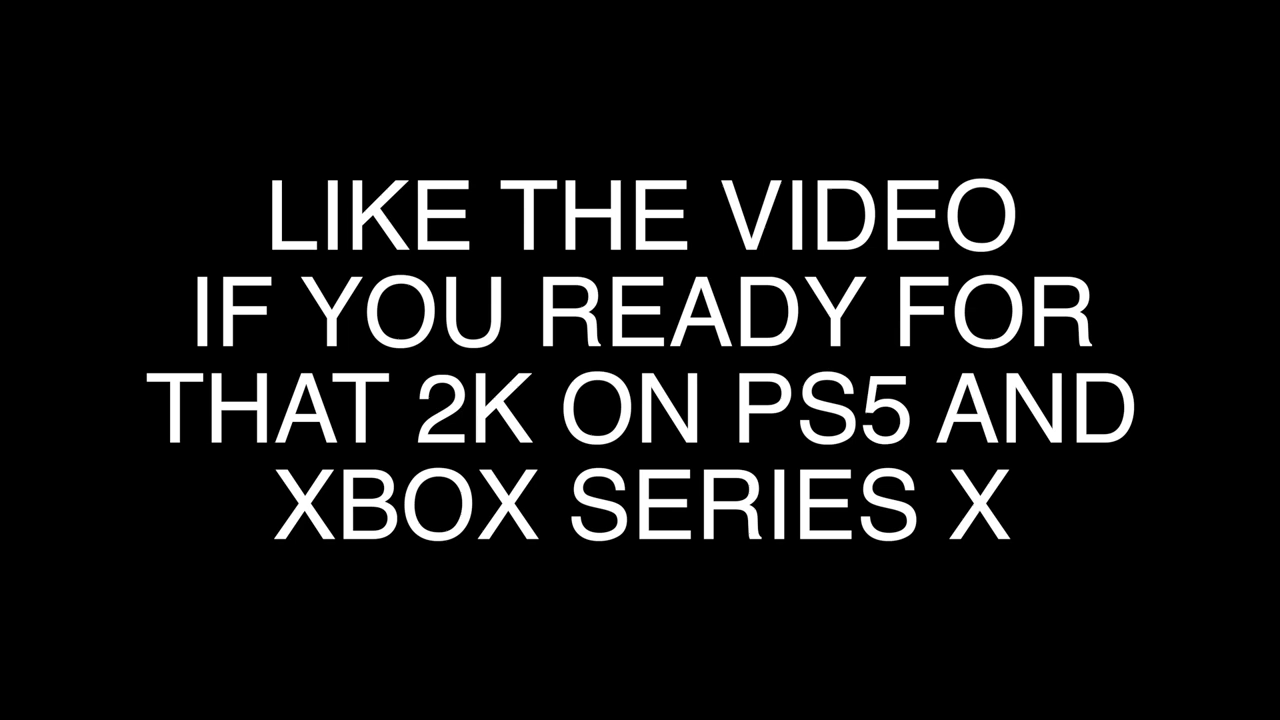 LIKE THE VIDEO
IF YOU READY FOR
THAT 2K ON PS5 AND
XBOX SERIES X